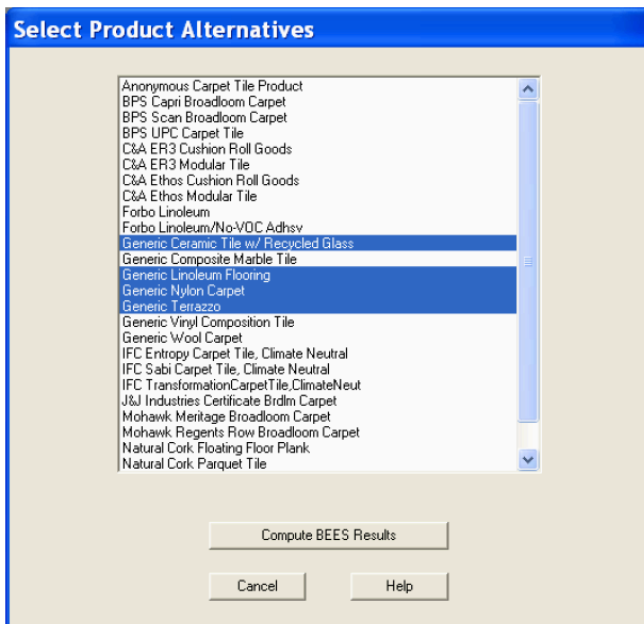 Select Product Alternatives
Anonymous Carpet Tile Product
BPS Capri Broadloom Carpet
BPS Scan Broadloom Carpet
BPS UPC Carpet Tile
C&A ER3 Cushion Roll Goods
C&A ER3 Modular Tile
C&A Ethos Cushion Roll Goods
C&A Ethos Modular Tile
Forbo Linoleum
Forbo Linoleum/No-VOC Adhsv
Generic Ceramic Tile w/ Recycled Glass
Generic Composite Marble Tile
Generic Linoleum Flooring
Generic Nylon Carpet
Generic Terrazzo
Generic Vinyl Composition Tile
Generic Wool Carpet
IFC Entropy Carpet Tile, Climate Neutral
IFC Sabi Carpet Tile, Climate Neutral
IFC TransformationCarpetTile,ClimateNeut
J&J Industries Certificate Brdlm Carpet
Mohawk Meritage Broadloom Carpet
Mohawk Regents Row Broadloom Carpet
Natural Cork Floating Floor Plank
Natural Cork Parquet Tile
Compute BEES Results
Cancel Help